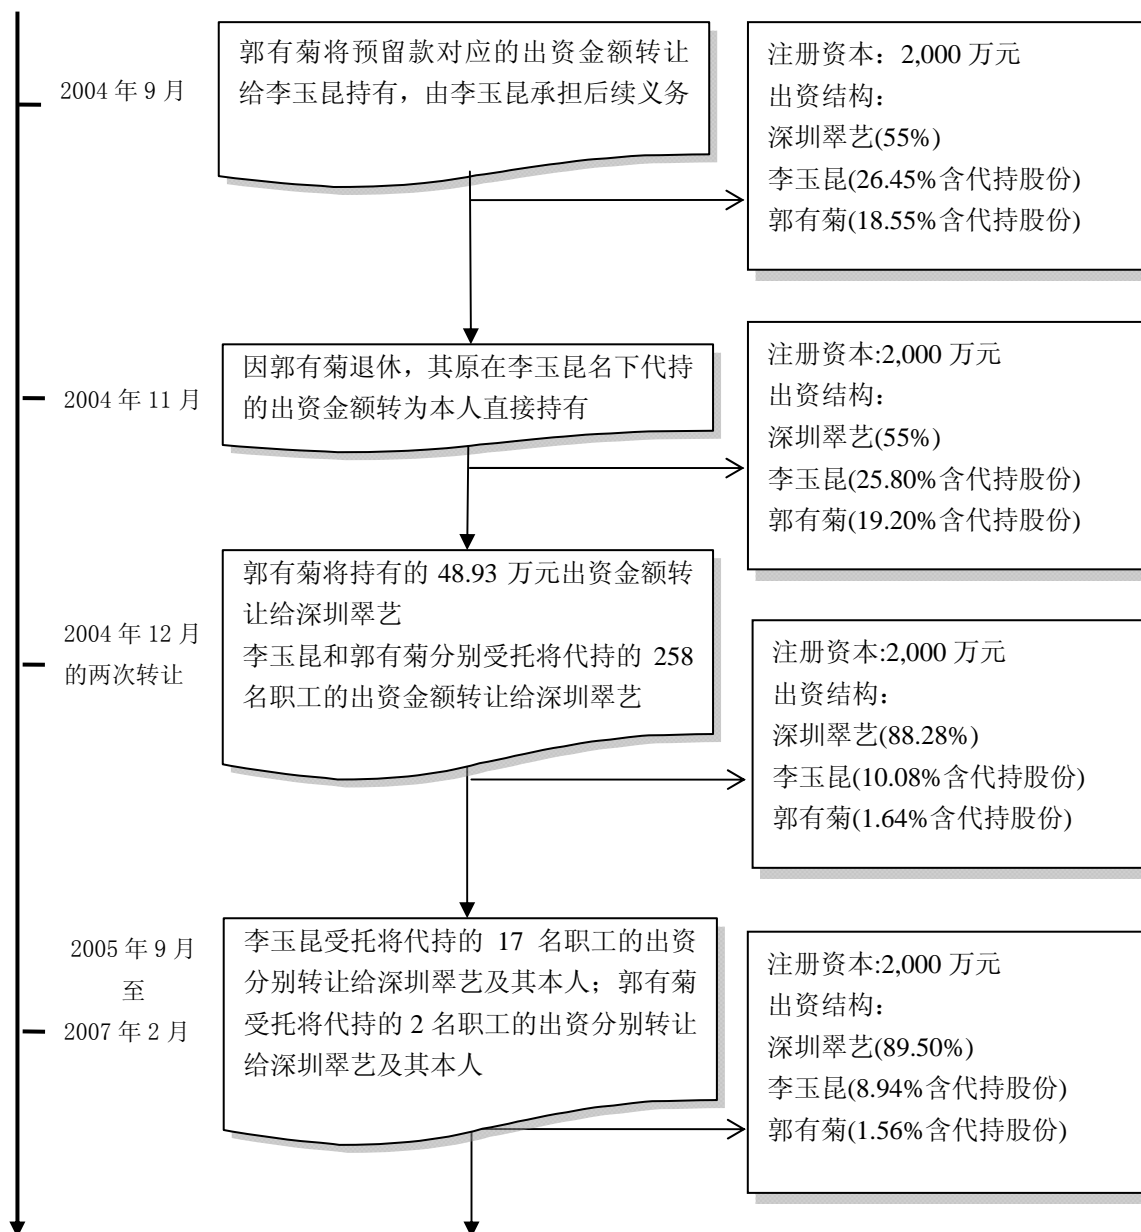 2004 年 9 月
郭有菊将预留款对应的出资金额转让
给李玉昆持有，由李玉昆承担后续义务
注册资本：2,000 万元
出资结构：
深圳翠艺(55%)
李玉昆(26.45%含代持股份)
郭有菊(18.55%含代持股份)
2004 年 11 月
因郭有菊退休，其原在李玉昆名下代持
的出资金额转为本人直接持有
注册资本:2,000 万元
出资结构：
深圳翠艺(55%)
李玉昆(25.80%含代持股份)
郭有菊(19.20%含代持股份)
2004 年 12 月
的两次转让
郭有菊将持有的 48.93 万元出资金额转
让给深圳翠艺
李玉昆和郭有菊分别受托将代持的 258
名职工的出资金额转让给深圳翠艺
注册资本:2,000 万元
出资结构：
深圳翠艺(88.28%)
李玉昆(10.08%含代持股份)
郭有菊(1.64%含代持股份)
2005 年 9 月
至
2007 年 2 月
李玉昆受托将代持的 17 名职工的出资
分别转让给深圳翠艺及其本人；郭有菊
受托将代持的 2 名职工的出资分别转让
给深圳翠艺及其本人
注册资本:2,000 万元
出资结构：
深圳翠艺(89.50%)
李玉昆(8.94%含代持股份)
郭有菊(1.56%含代持股份)